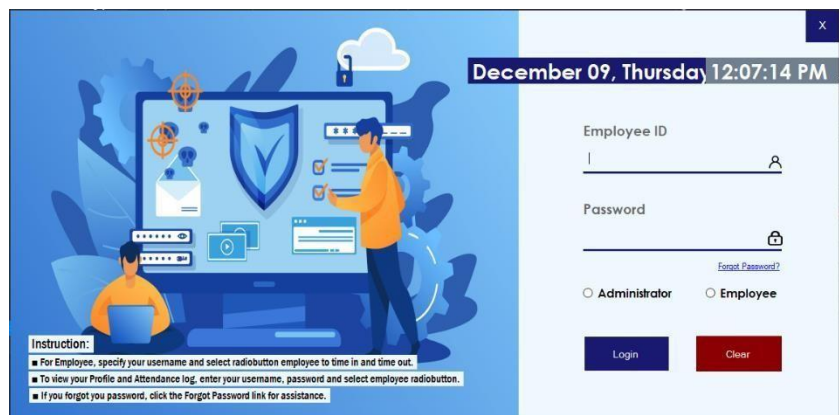 X
December 09, Thursday 12:07:14 PM
Employee ID
Password
Forgot Password?
Administrator
Employee
Login
Clear
Instruction:
■ For Employee, specify your username and select radiobutton employee to time in and time out.
■ To view your Profile and Attendance log, enter your username, password and select employee radiobutton.
■ If you forgot you password, click the Forgot Password link for assistance.